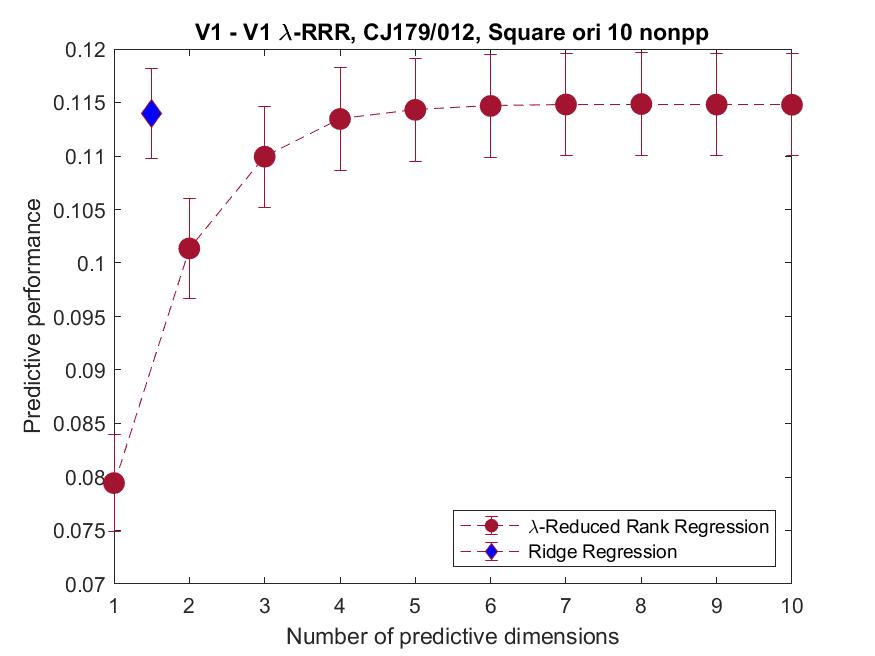 V1 - V1 λ-RRR, CJ179/012, Square ori 10 nonpp
0.12
0.115
0.11
0.105
0.1
0.095
0.09
0.085
0.08
0.075
0.07
Predictive performance
λ-Reduced Rank Regression
Ridge Regression
1 2 3 4 5 6 7 8 9 10
Number of predictive dimensions